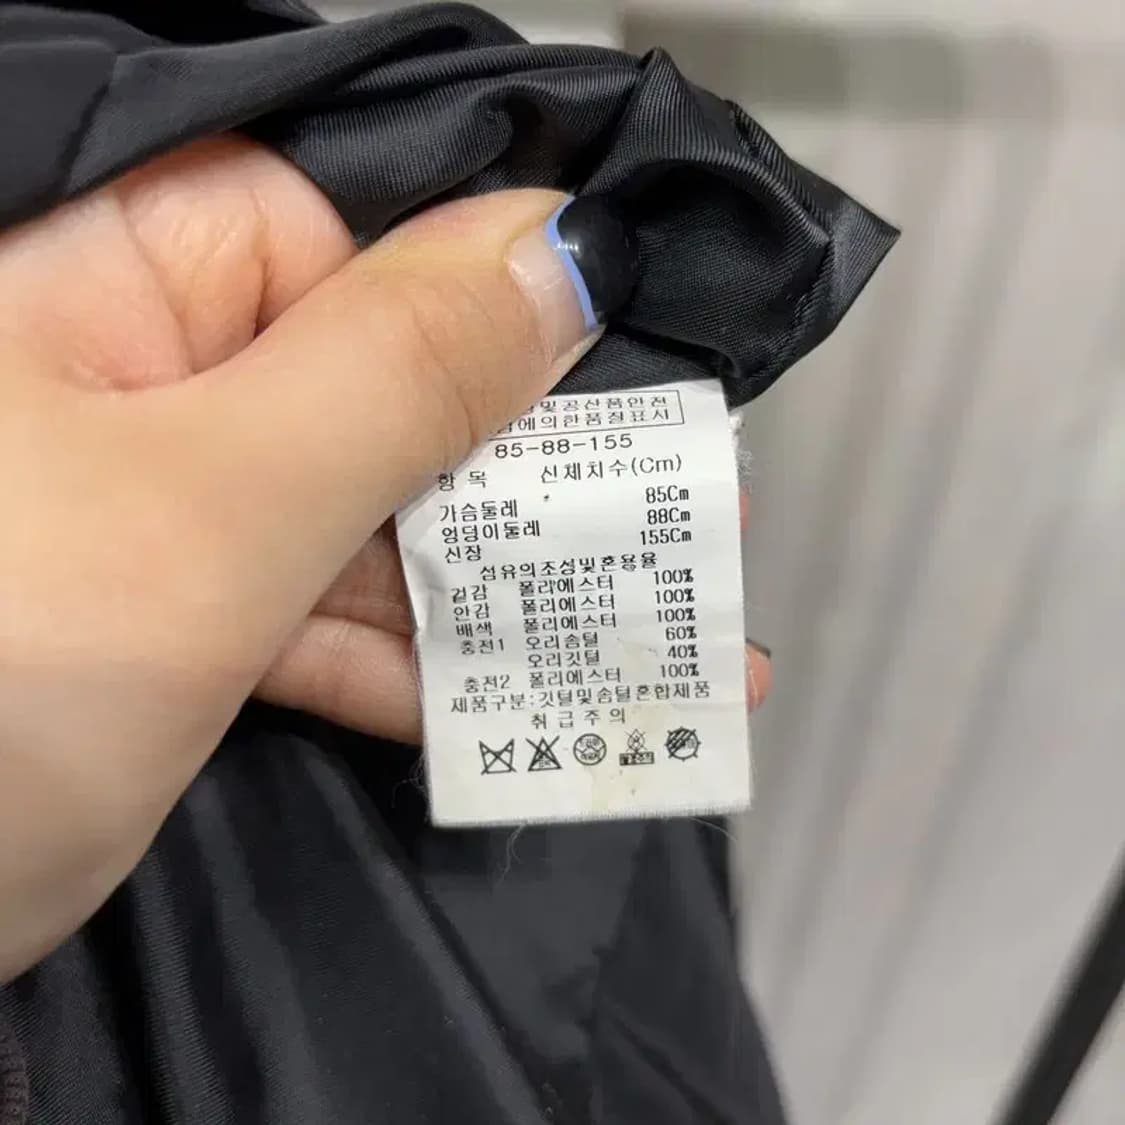 및공산품안전
에의한품질표시
85-88-155
항 목 신체치수(Cm)
가슴둘레 85Cm
엉덩이둘레 88Cm
신장 155Cm
섬유의조성및혼용율
겉감 폴리에스터 100%
안감 폴리에스터 100%
배색 폴리에스터 100%
충전1 오리솜털 60%
오리깃털 40%
충전2 폴리에스터 100%
제품구분:깃털및솜털혼합제품
취급주의